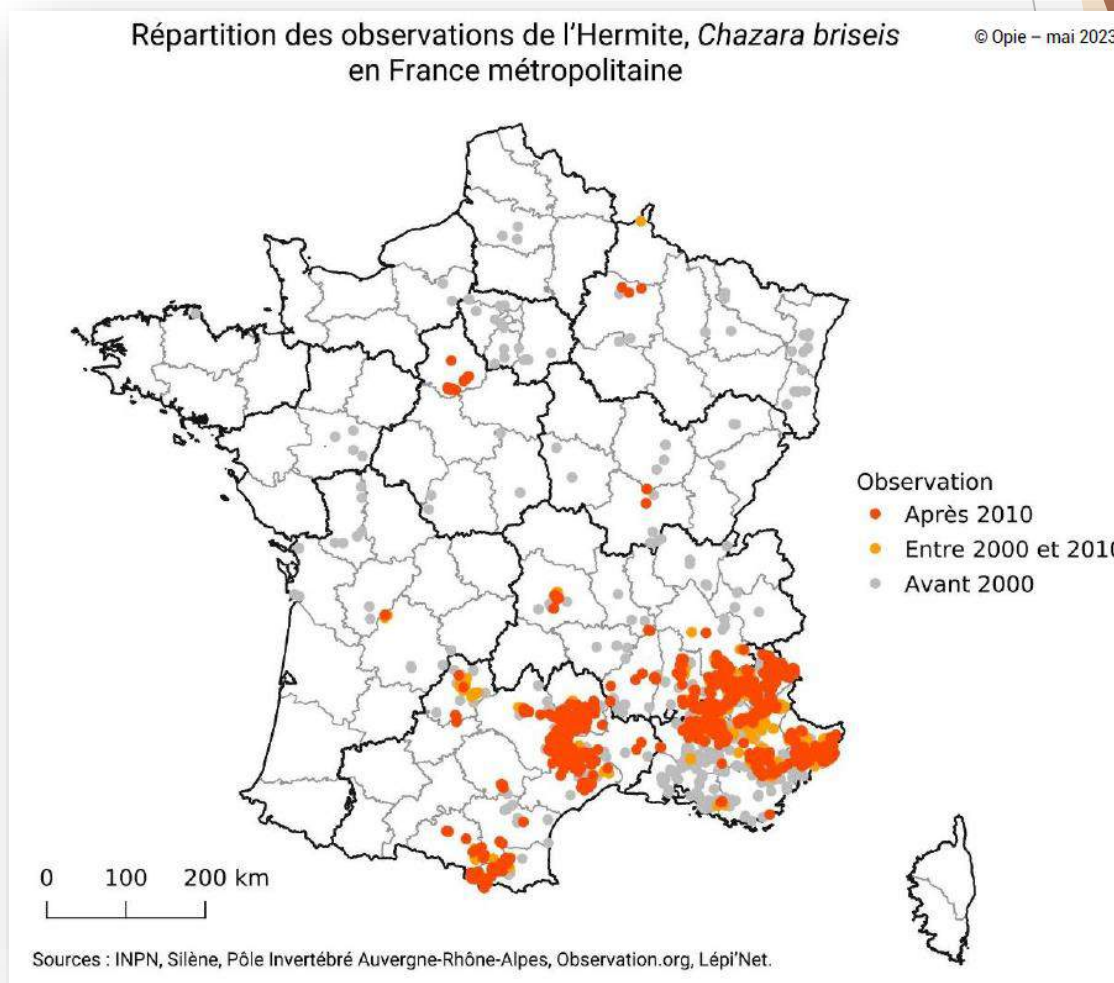 Répartition des observations de l’Hermite, Chazara briseis
en France métropolitaine
© Opie – mai 2023
Observation
Après 2010
Entre 2000 et 2010
Avant 2000
0 100 200 km
Sources : INPN, Silène, Pôle Invertébré Auvergne-Rhône-Alpes, Observation.org, Lépi’Net.